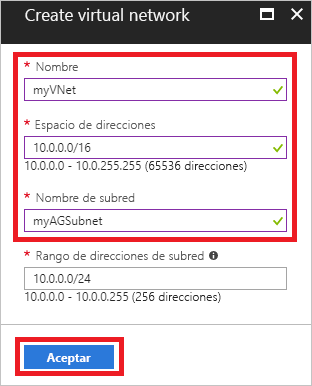 Create virtual network
* Nombre
myVNet
* Espacio de direcciones
10.0.0.0/16
10.0.0.0 - 10.0.255.255 (65536 direcciones)
* Nombre de subred
myAGSubnet
* Rango de direcciones de subred
10.0.0.0/24
10.0.0.0 - 10.0.0.255 (256 direcciones)
Aceptar